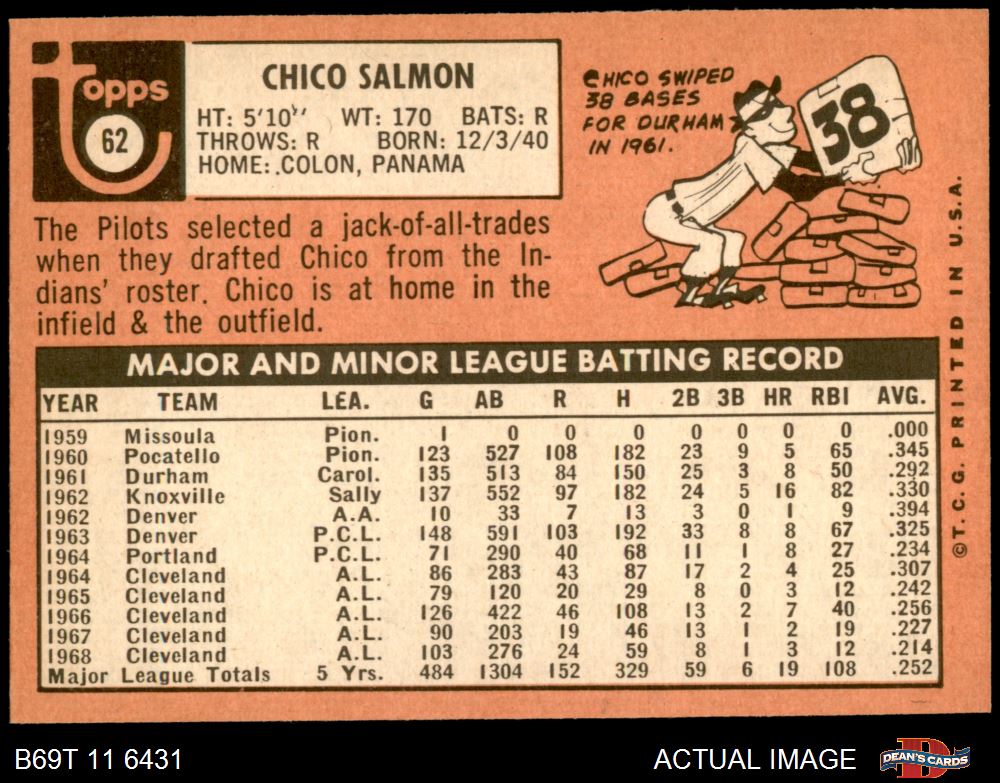 Topps
62
CHICO SALMON
HT: 5'10'' WT: 170 BATS: R
THROWS: R BORN: 12/3/40
HOME: COLON, PANAMA
CHICO SWIPED
38 BASES
FOR DURHAM
IN 1961.
38
The Pilots selected a jack-of-all-trades
when they drafted Chico from the In-
dians' roster. Chico is at home in the
infield & the outfield.
MAJOR AND MINOR LEAGUE BATTING RECORD
YEAR TEAM LEA. G AB R H 2B 3B HR RBI AVG.
1959 Missoula Pion. 1 0 0 0 0 0 0 0 .000
1960 Pocatello Pion. 123 527 108 182 23 9 5 65 .345
1961 Durham Carol. 135 513 84 150 25 3 8 50 .292
1962 Knoxville Sally 137 552 97 182 24 5 16 82 .330
1962 Denver A.A. 10 33 7 13 3 0 1 9 .394
1963 Denver P.C.L. 148 591 103 192 33 8 8 67 .325
1964 Portland P.C.L. 71 290 40 68 11 1 8 27 .234
1964 Cleveland A.L. 86 283 43 87 17 2 4 25 .307
1965 Cleveland A.L. 79 120 20 29 8 0 3 12 .242
1966 Cleveland A.L. 126 422 46 108 13 2 7 40 .256
1967 Cleveland A.L. 90 203 19 46 13 1 2 19 .227
1968 Cleveland A.L. 103 276 24 59 8 1 3 12 .214
Major League Totals 5 Yrs. 484 1304 152 329 59 6 19 108 .252
©T.C.G. PRINTED IN U.S.A.
B69T 11 6431
ACTUAL IMAGE
DEAN'S CARDS